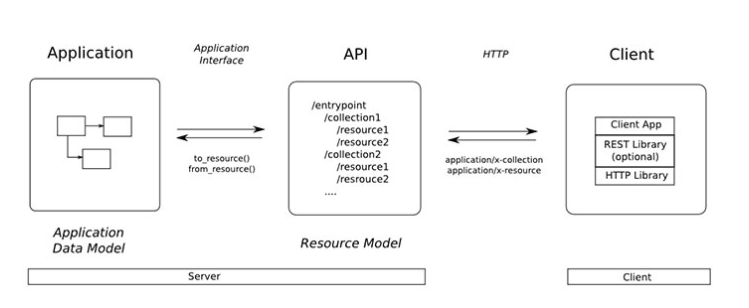 Application
Application
Interface
API
HTTP
Client
/entrypoint
/collection1
/resource1
/resource2
/collection2
/resource1
/resrouce2
....
to_resource()
from_resource()
application/x-collection
application/x-resource
Client App
REST Library
(optional)
HTTP Library
Application
Data Model
Resource Model
Server
Client